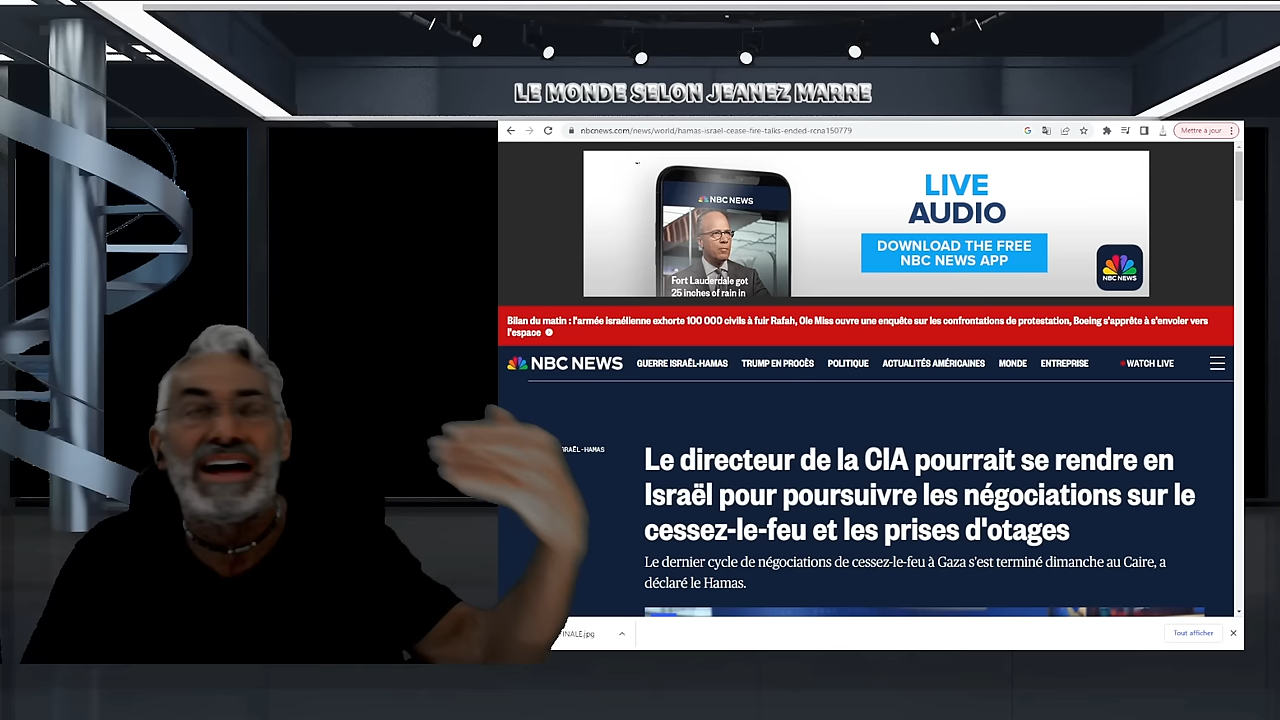 LE MONDE SELON JEANEZ MARRE
nbcnews.com/news/world/hamas-israel-cease-fire-talks-ended-rcna150779
Mettre à jour
NBC NEWS
Fort Lauderdale got
25 inches of rain in
LIVE
AUDIO
DOWNLOAD THE FREE
NBC NEWS APP
NBC NEWS
Bilan du matin : l'armée israélienne exhorte 100 000 civils à fuir Rafah, Ole Miss ouvre une enquête sur les confrontations de protestation, Boeing s'apprête à s'envoler vers
l'espace
NBC NEWS GUERRE ISRAËL-HAMAS TRUMP EN PROCÈS POLITIQUE ACTUALITÉS AMÉRICAINES MONDE ENTREPRISE WATCH LIVE
SRAËL-HAMAS
Le directeur de la CIA pourrait se rendre en
Israël pour poursuivre les négociations sur le
cessez-le-feu et les prises d'otages
Le dernier cycle de négociations de cessez-le-feu à Gaza s'est terminé dimanche au Caire, a
déclaré le Hamas.
FINALE.jpg
Tout afficher